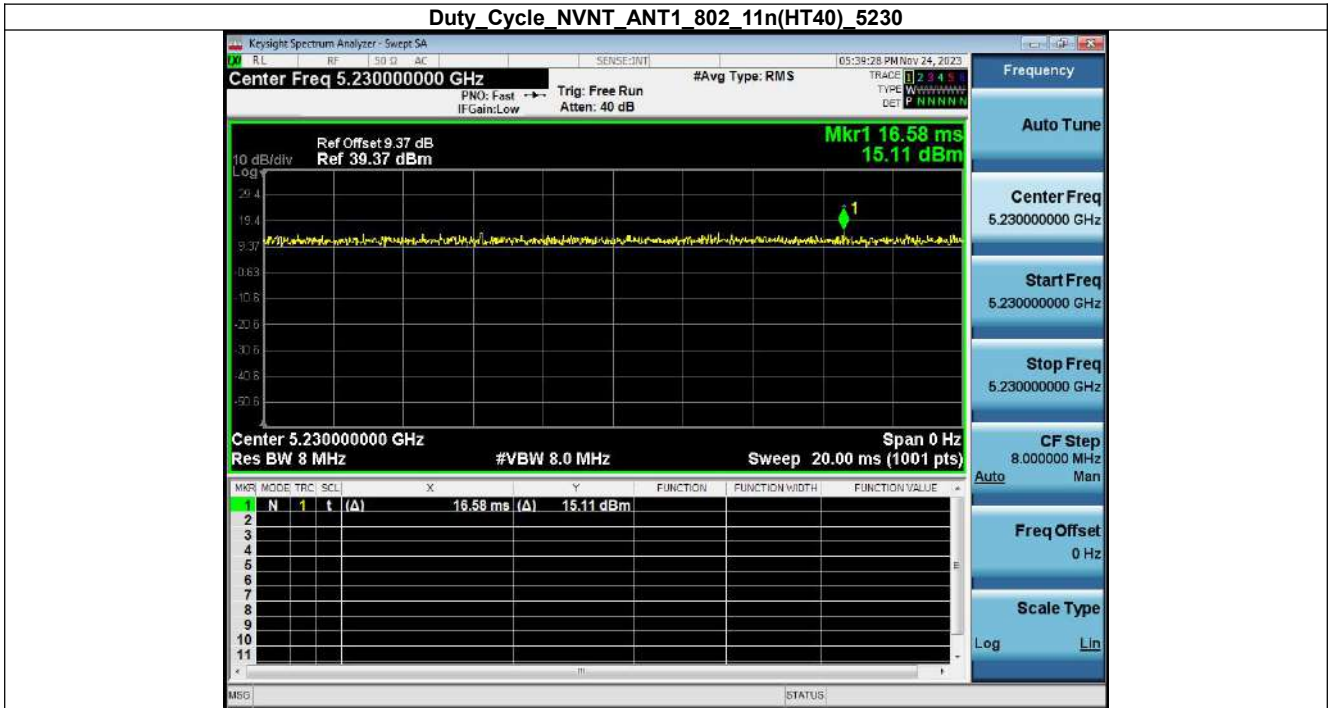 Duty_Cycle_NVNT_ANT1_802_11n(HT40)_5230
Keysight Spectrum Analyzer - Swept SA
RL RF 50 Ω AC SENSE:INT 05:39:28 PM Nov 24, 2023
Center Freq 5.230000000 GHz
PNO: Fast
IFGain:Low
Trig: Free Run
Atten: 40 dB
#Avg Type: RMS
TRACE 1 2 3 4 5 6
TYPE W
DET P N N N N N
Frequency
Mkr1 16.58 ms
15.11 dBm
Ref Offset 9.37 dB
10 dB/div Ref 39.37 dBm
Log
29.4
19.4
9.37
-0.63
-10.6
-20.6
-30.6
-40.6
-50.6
1
Center 5.230000000 GHz Span 0 Hz
Res BW 8 MHz #VBW 8.0 MHz Sweep 20.00 ms (1001 pts)
MKR MODE TRC SCL X Y FUNCTION FUNCTION WIDTH FUNCTION VALUE
1 N 1 t (Δ) 16.58 ms (Δ) 15.11 dBm
2
3
4
5
6
7
8
9
10
11
MSG STATUS
Auto Tune
Center Freq
5.230000000 GHz
Start Freq
5.230000000 GHz
Stop Freq
5.230000000 GHz
CF Step
8.000000 MHz
Auto Man
Freq Offset
0 Hz
Scale Type
Log Lin